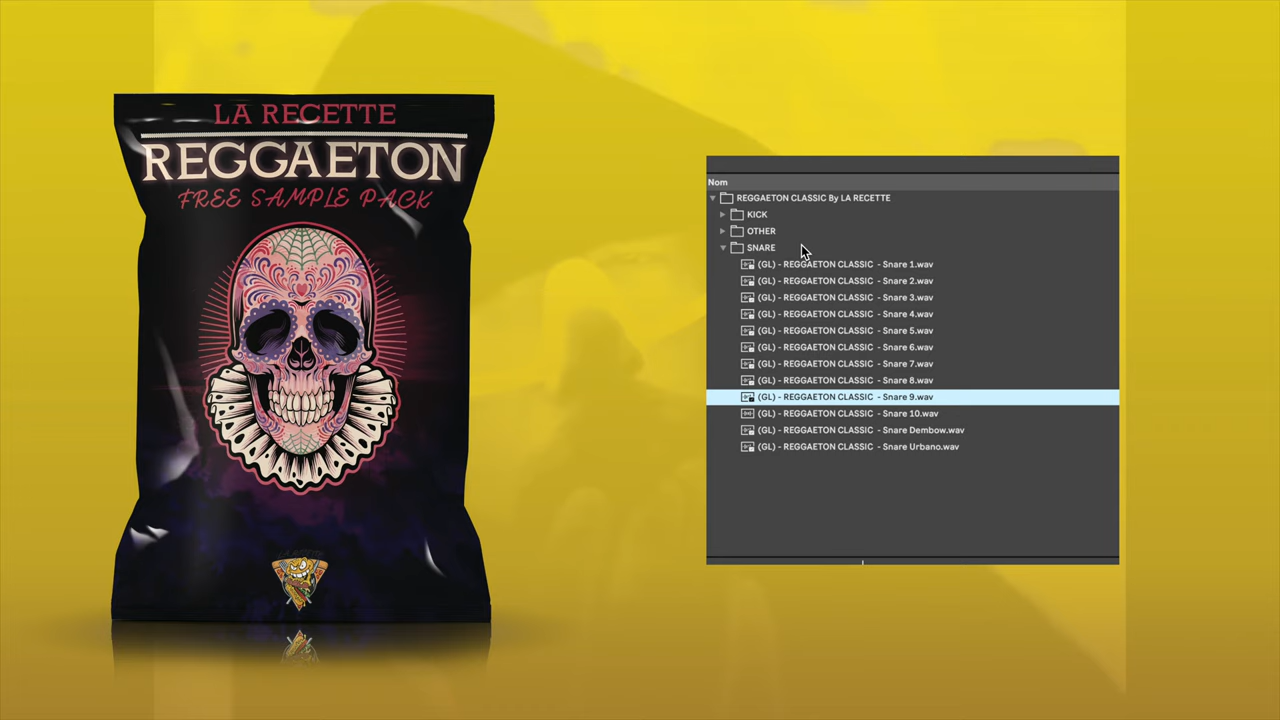 LA RECETTE
REGGAETON
FREE SAMPLE PACK
Nom
REGGAETON CLASSIC By LA RECETTE
KICK
OTHER
SNARE
(GL) - REGGAETON CLASSIC - Snare 1.wav
(GL) - REGGAETON CLASSIC - Snare 2.wav
(GL) - REGGAETON CLASSIC - Snare 3.wav
(GL) - REGGAETON CLASSIC - Snare 4.wav
(GL) - REGGAETON CLASSIC - Snare 5.wav
(GL) - REGGAETON CLASSIC - Snare 6.wav
(GL) - REGGAETON CLASSIC - Snare 7.wav
(GL) - REGGAETON CLASSIC - Snare 8.wav
(GL) - REGGAETON CLASSIC - Snare 9.wav
(GL) - REGGAETON CLASSIC - Snare 10.wav
(GL) - REGGAETON CLASSIC - Snare Dembow.wav
(GL) - REGGAETON CLASSIC - Snare Urbano.wav